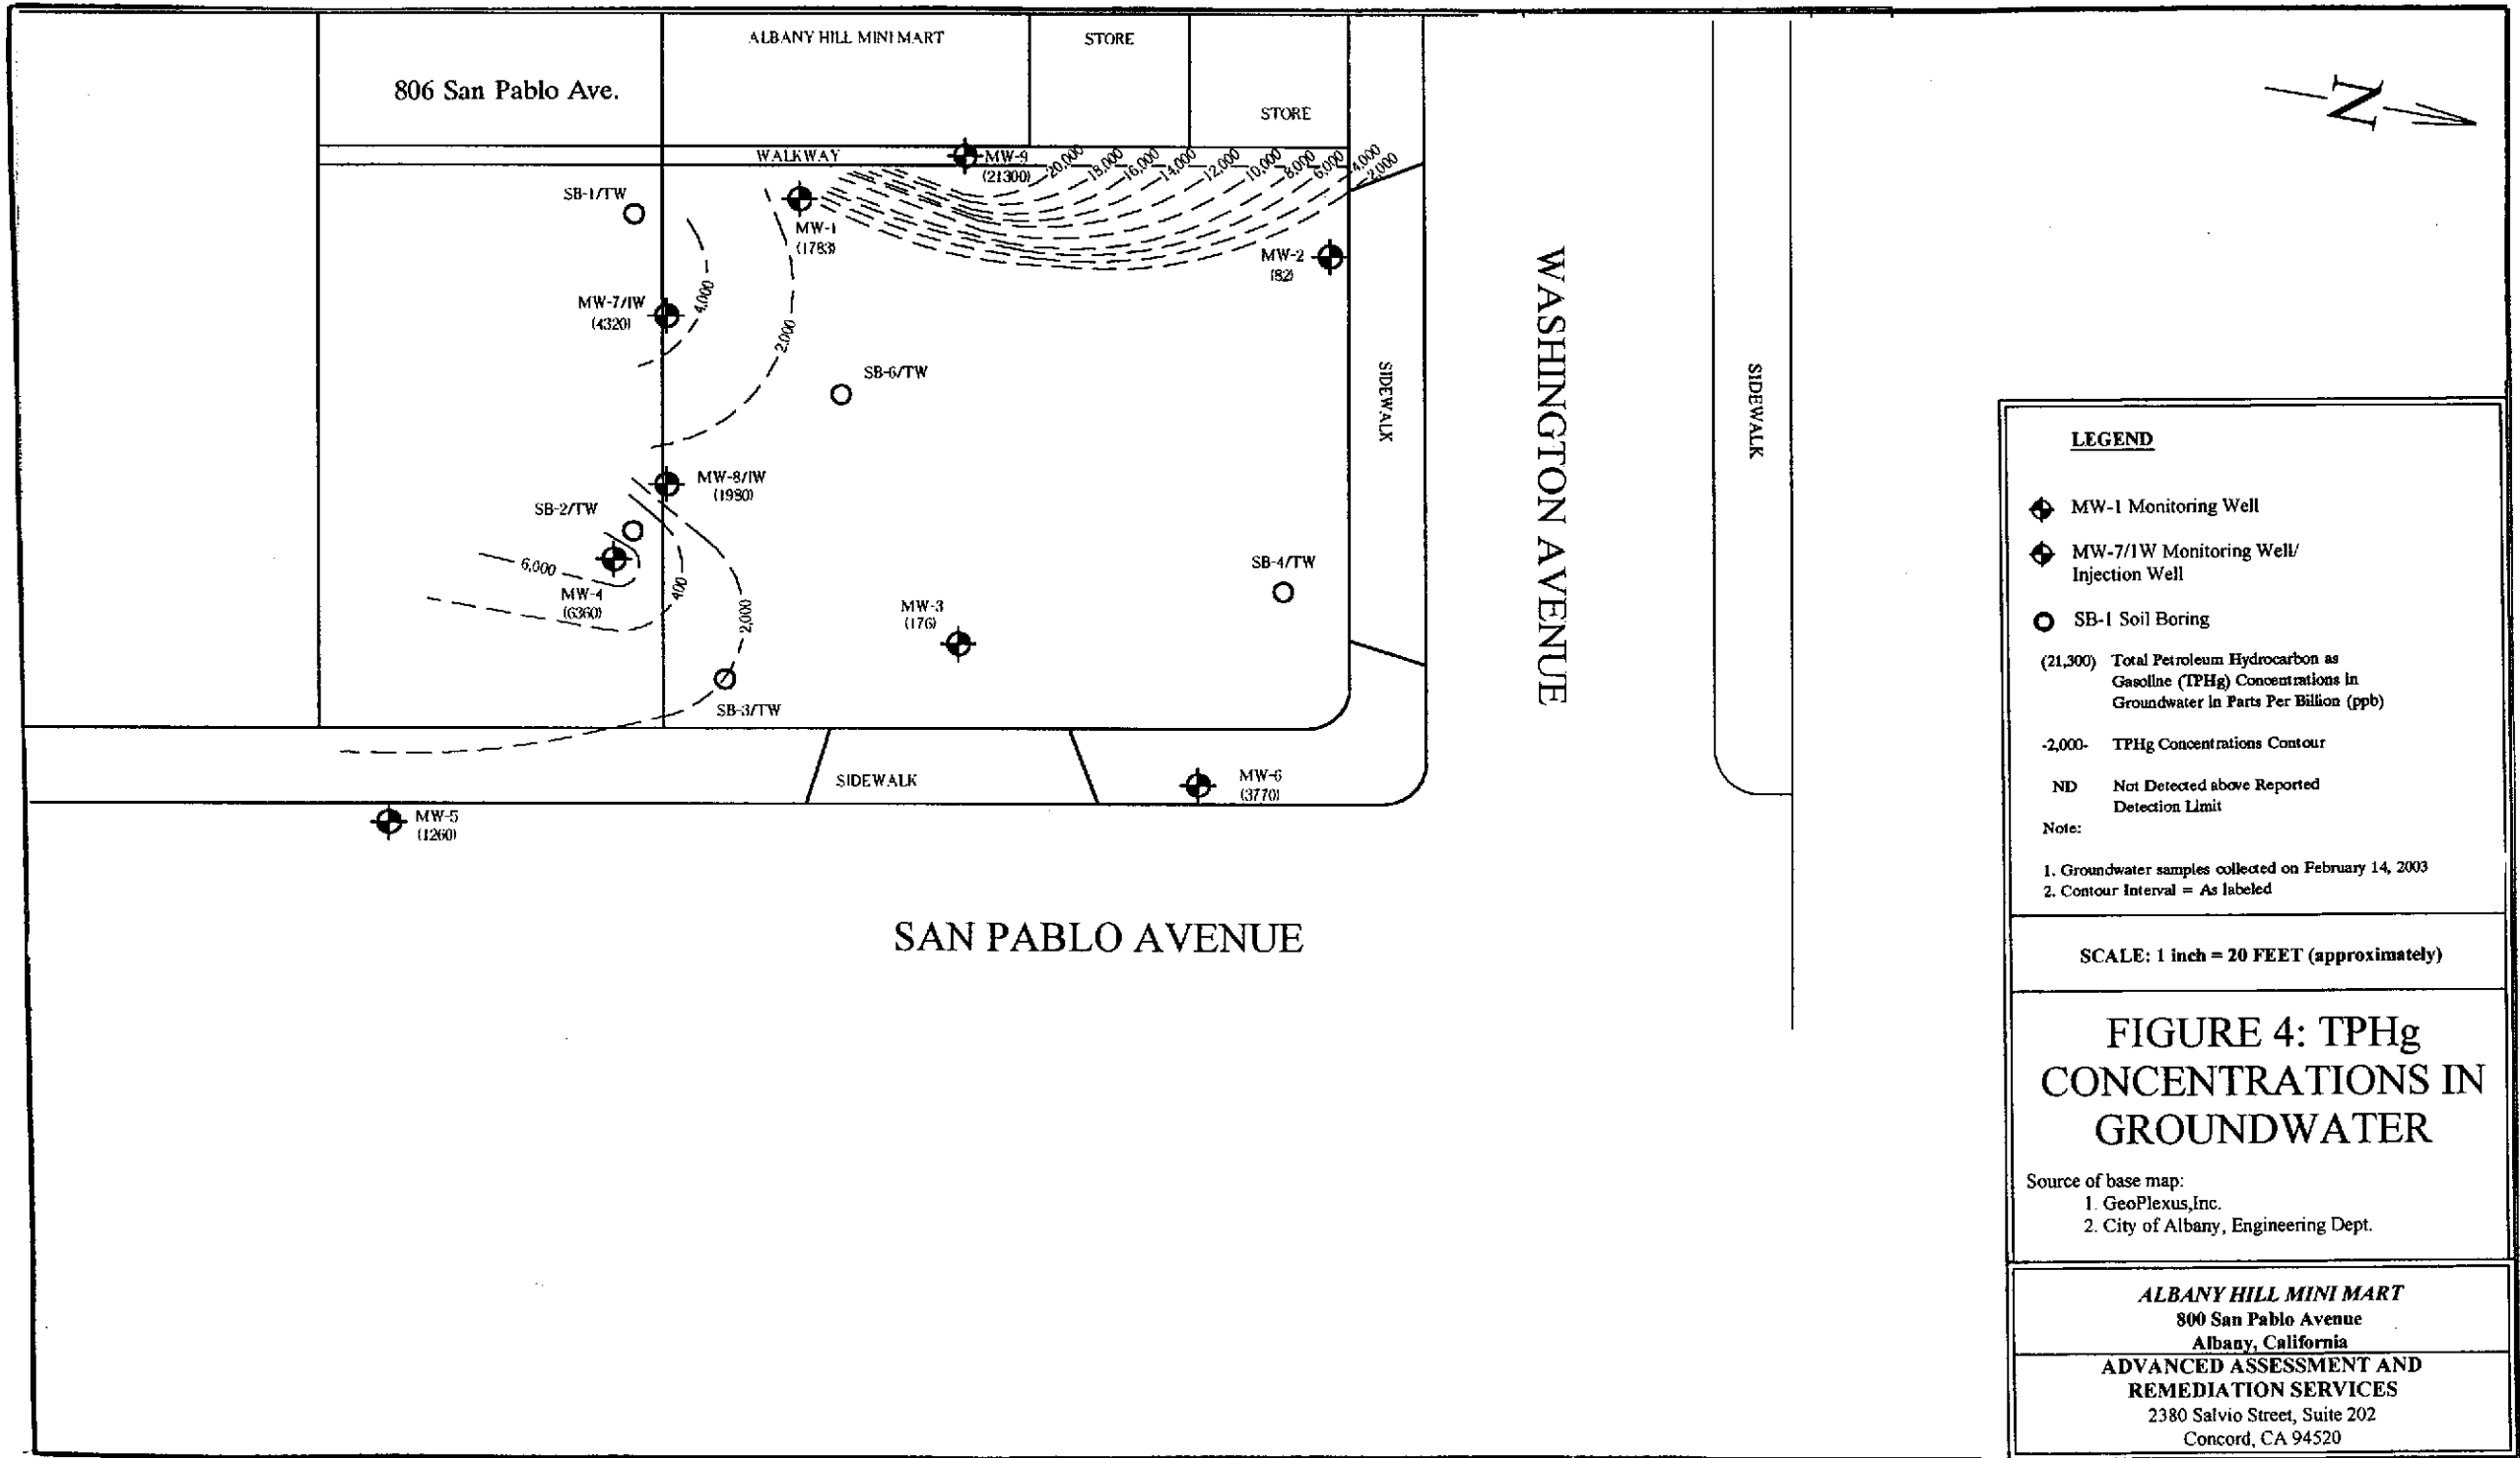 ALBANY HILL MINI MART
STORE
806 San Pablo Ave.
STORE
N
WALKWAY
MW-9
(21300)
20,000
18,000
16,000
14,000
12,000
10,000
8,000
6,000
4,000
2,000
SB-1/TW
MW-1
(1783)
MW-2
(82)
MW-7/IW
(4320)
4,000
2,000
SB-6/TW
SIDEWALK
WASHINGTON AVENUE
SIDEWALK
MW-8/IW
(1980)
SB-2/TW
6,000
MW-4
(6360)
400
2,000
SB-4/TW
MW-3
(176)
SB-3/TW
SIDEWALK
MW-6
(3770)
MW-5
(1260)
SAN PABLO AVENUE
LEGEND
MW-1 Monitoring Well
MW-7/1W Monitoring Well/
Injection Well
SB-1 Soil Boring
(21,300) Total Petroleum Hydrocarbon as
Gasoline (TPHg) Concentrations in
Groundwater in Parts Per Billion (ppb)
-2,000- TPHg Concentrations Contour
ND Not Detected above Reported
Detection Limit
Note:
1. Groundwater samples collected on February 14, 2003
2. Contour Interval = As labeled
SCALE: 1 inch = 20 FEET (approximately)
FIGURE 4: TPHg
CONCENTRATIONS IN
GROUNDWATER
Source of base map:
1. GeoPlexus,Inc.
2. City of Albany, Engineering Dept.
ALBANY HILL MINI MART
800 San Pablo Avenue
Albany, California
ADVANCED ASSESSMENT AND
REMEDIATION SERVICES
2380 Salvio Street, Suite 202
Concord, CA 94520